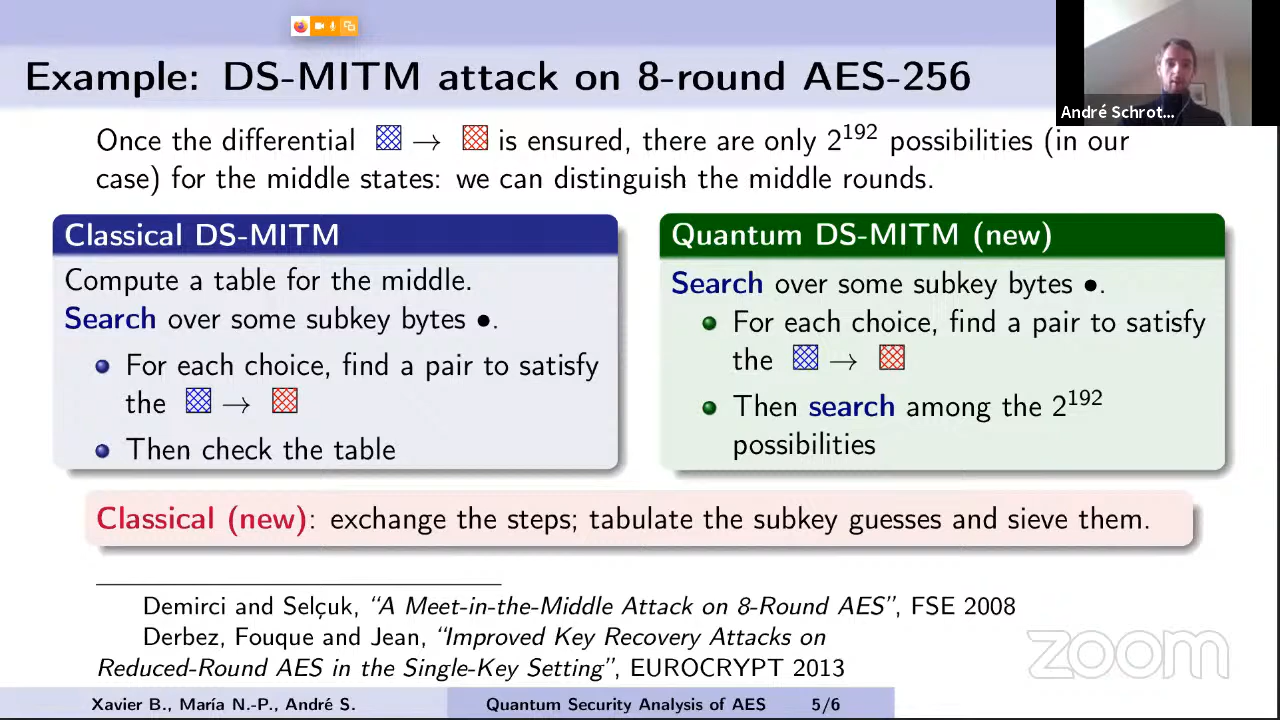 Example: DS-MITM attack on 8-round AES-256
André Schrot...
Once the differential → is ensured, there are only 2^192 possibilities (in our
case) for the middle states: we can distinguish the middle rounds.
Classical DS-MITM
Compute a table for the middle.
Search over some subkey bytes •.
For each choice, find a pair to satisfy
the →
Then check the table
Quantum DS-MITM (new)
Search over some subkey bytes •.
For each choice, find a pair to satisfy
the →
Then search among the 2^192
possibilities
Classical (new): exchange the steps; tabulate the subkey guesses and sieve them.
Demirci and Selçuk, “A Meet-in-the-Middle Attack on 8-Round AES”, FSE 2008
Derbez, Fouque and Jean, “Improved Key Recovery Attacks on
Reduced-Round AES in the Single-Key Setting”, EUROCRYPT 2013
zoom
Xavier B., María N.-P., André S. Quantum Security Analysis of AES 5/6